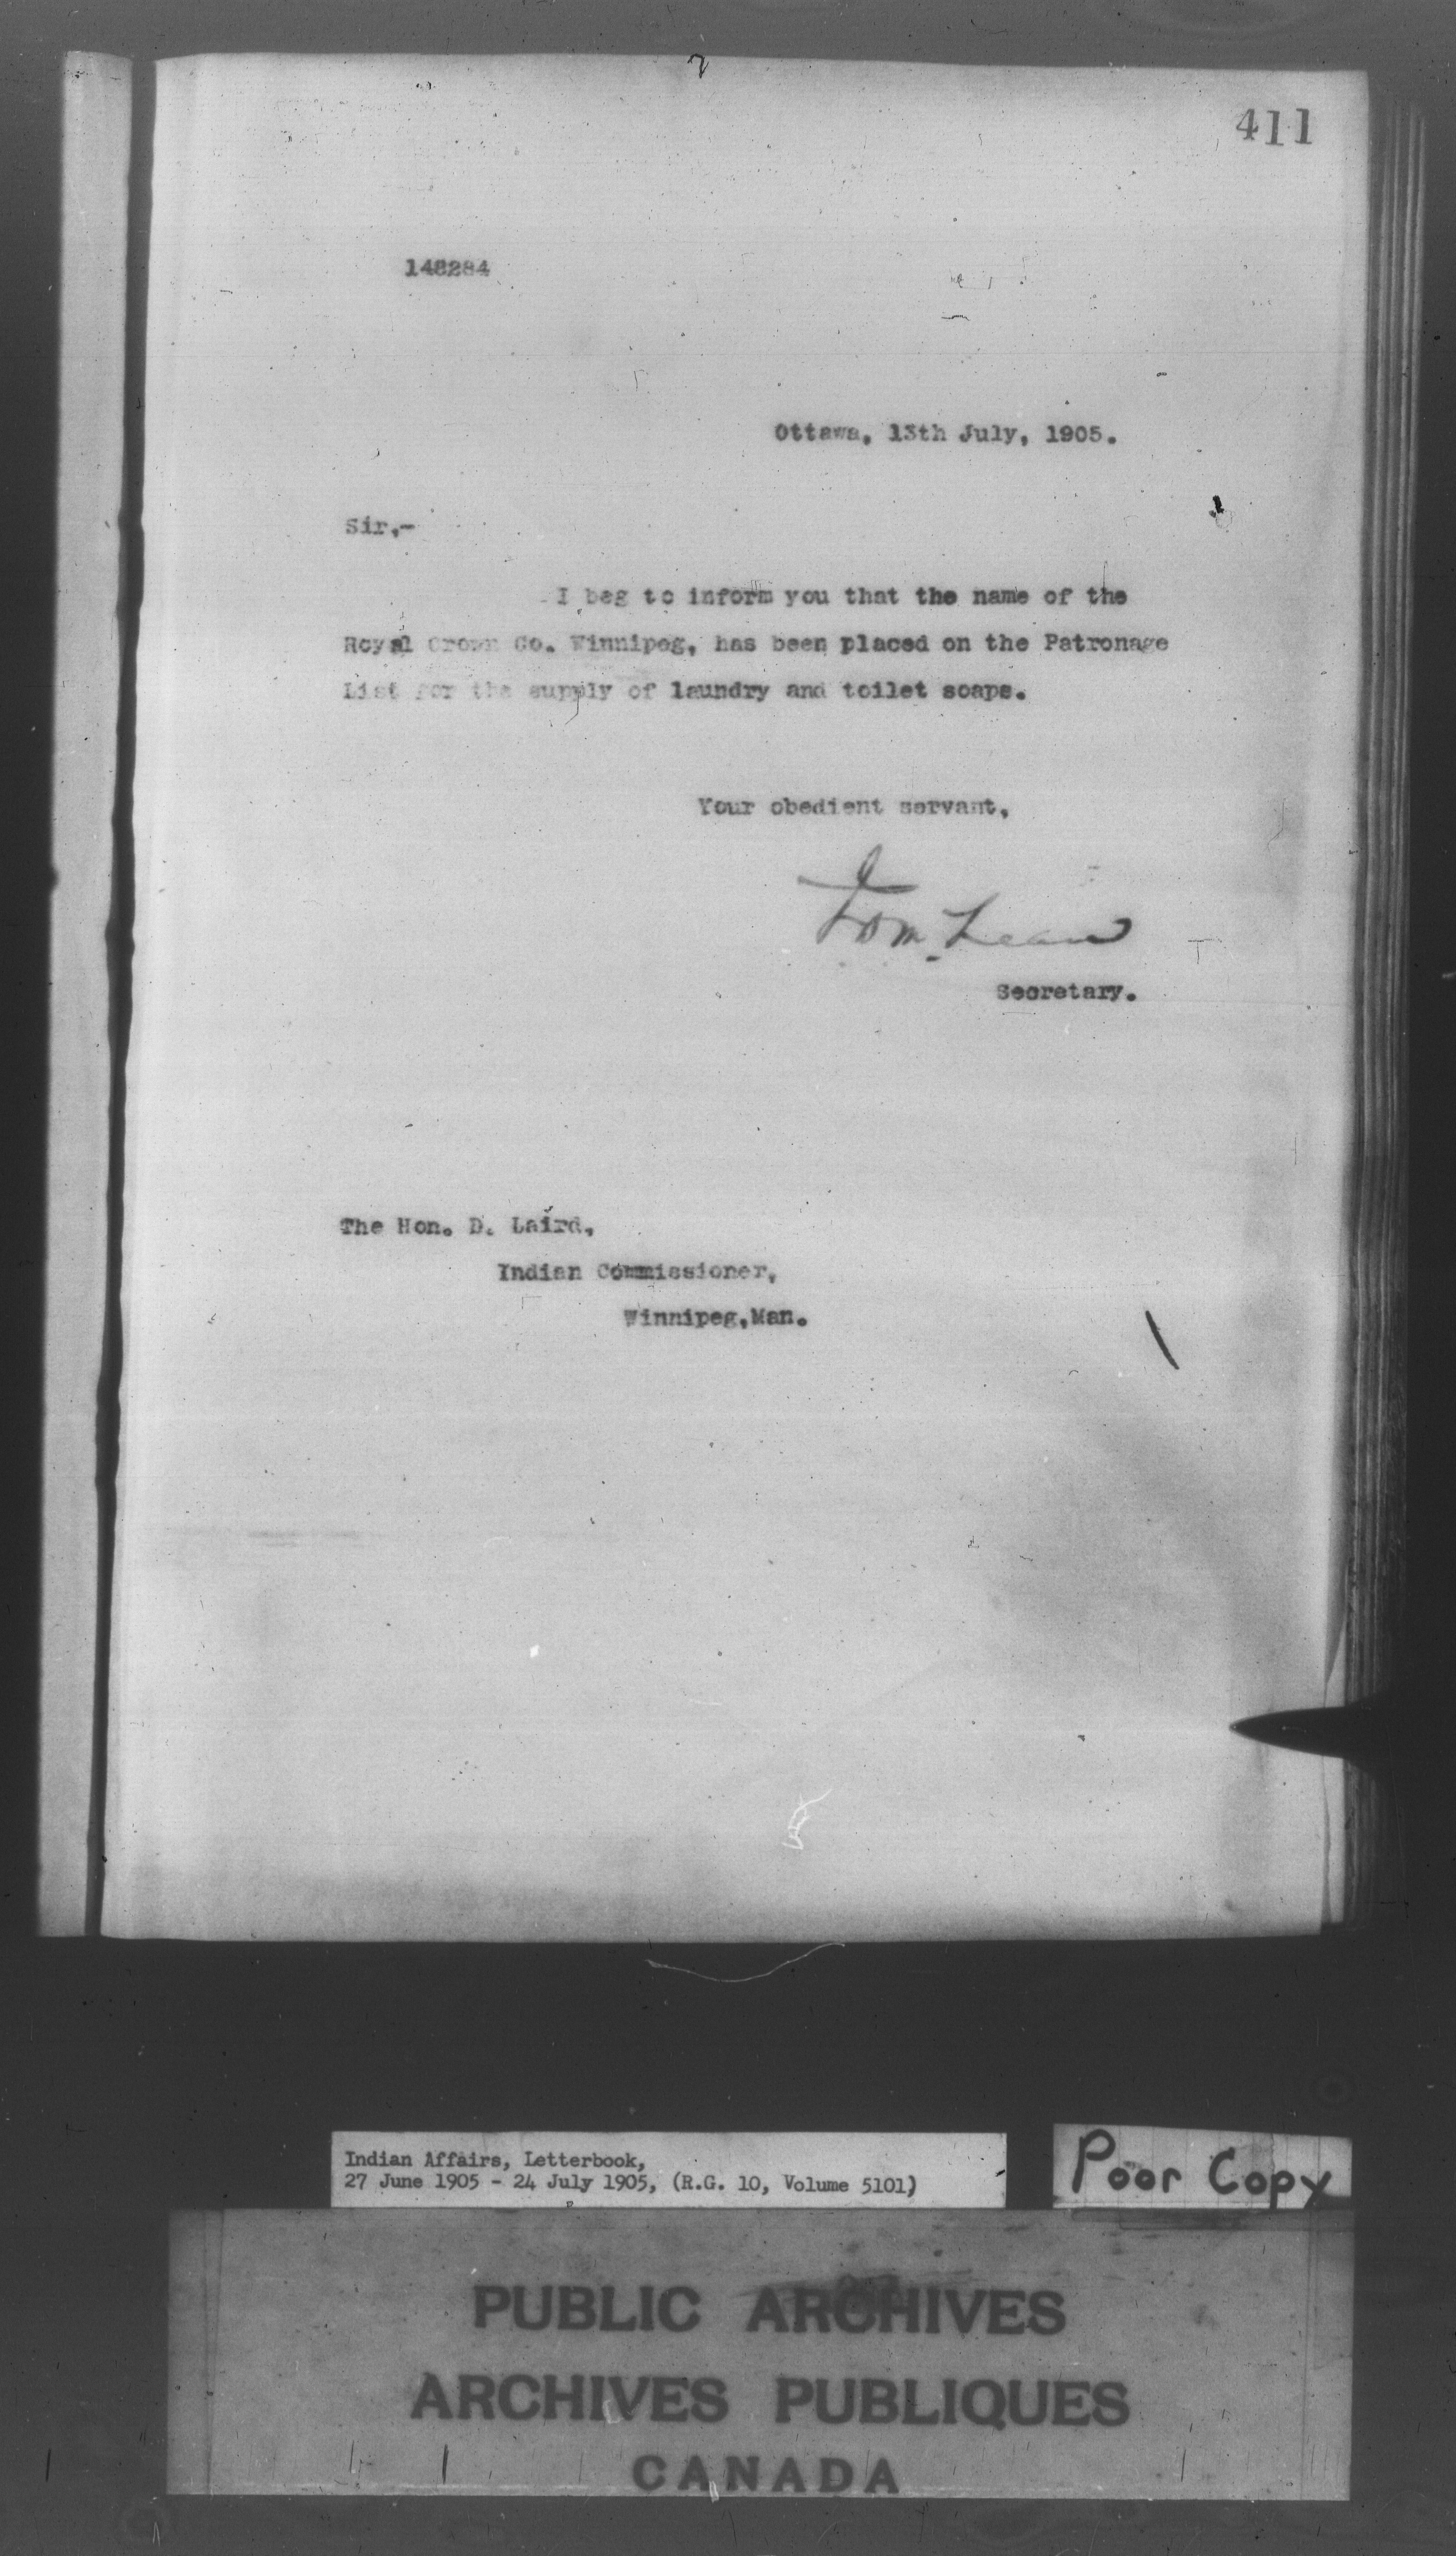 411
148284
Ottawa, 13th July, 1905.
Sir,-
I beg to inform you that the name of the
Royal Crown Co. Winnipeg, has been placed on the Patronage
List for the supply of laundry and toilet soaps.
Your obedient servant,
Secretary.
The Hon. D. Laird,
Indian Commissioner,
Winnipeg,Man.
Indian Affairs, Letterbook,
27 June 1905 - 24 July 1905, (R.G. 10, Volume 5101)
Poor Copy
PUBLIC ARCHIVES
ARCHIVES PUBLIQUES
CANADA